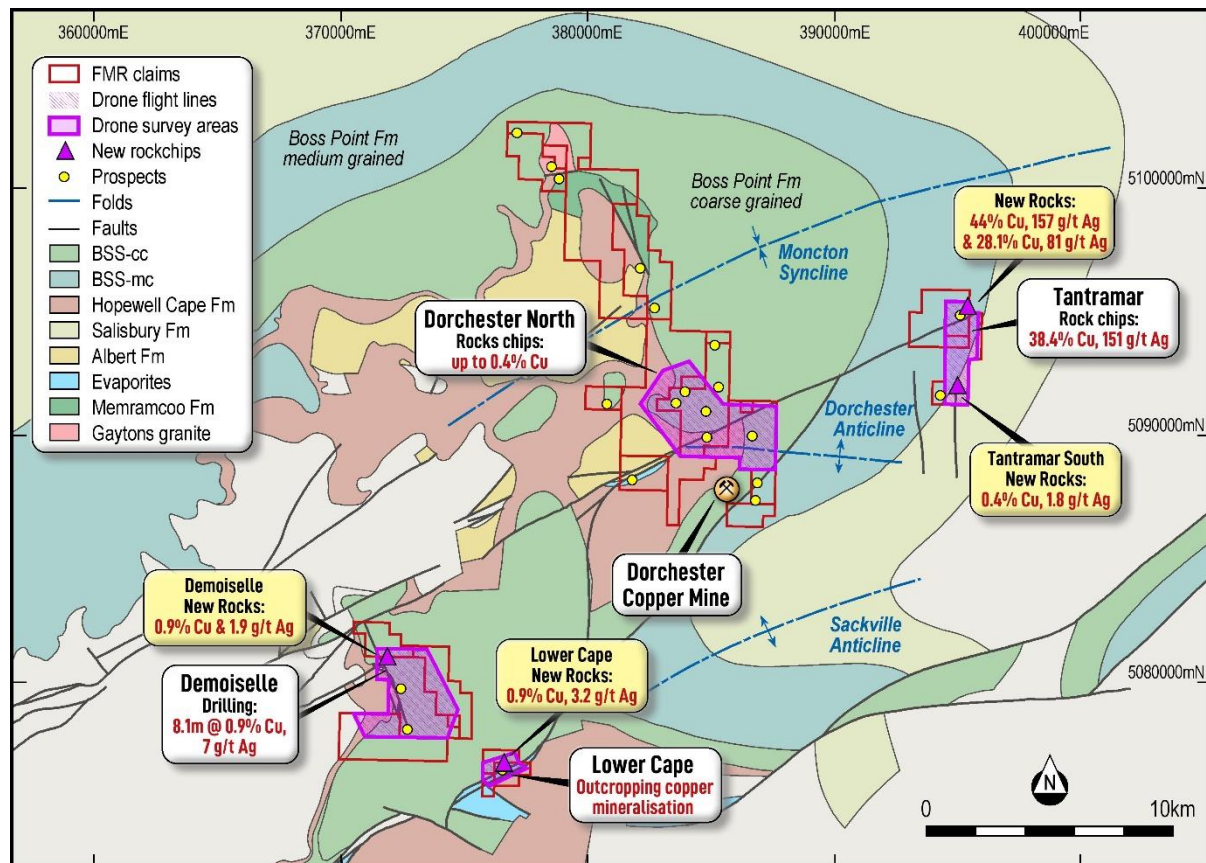 360000mE
370000mE
380000mE
390000mE
400000mE
FMR claims
Drone flight lines
Drone survey areas
New rockchips
Prospects
Folds
Faults
BSS-cc
BSS-mc
Hopewell Cape Fm
Salisbury Fm
Albert Fm
Evaporites
Memramcoo Fm
Gaytons granite
Boss Point Fm
medium grained
Boss Point Fm
coarse grained
5100000mN
New Rocks:
44% Cu, 157 g/t Ag
& 28.1% Cu, 81 g/t Ag
Moncton
Syncline
Tantramar
Rock chips:
38.4% Cu, 151 g/t Ag
Dorchester North
Rocks chips:
up to 0.4% Cu
Dorchester
Anticline
5090000mN
Tantramar South
New Rocks:
0.4% Cu, 1.8 g/t Ag
Dorchester
Copper Mine
Demoiselle
New Rocks:
0.9% Cu & 1.9 g/t Ag
Sackville
Anticline
Lower Cape
New Rocks:
0.9% Cu, 3.2 g/t Ag
5080000mN
Demoiselle
Drilling:
8.1m @ 0.9% Cu,
7 g/t Ag
Lower Cape
Outcropping copper
mineralisation
N
0
10km